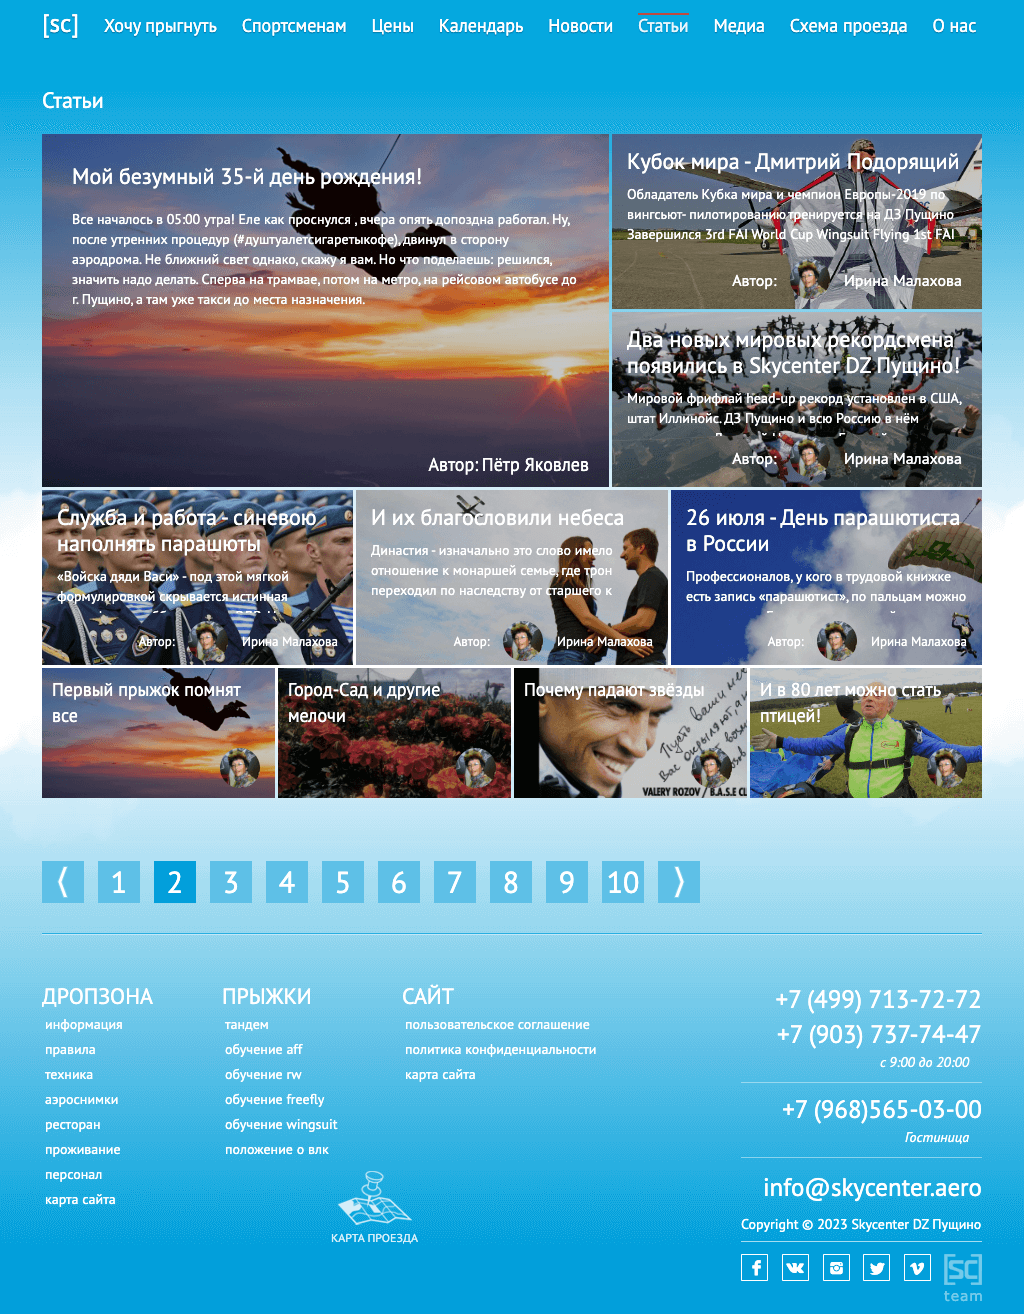 [sc] Хочу прыгнуть Спортсменам Цены Календарь Новости Статьи Медиа Схема проезда О нас
Статьи
Мой безумный 35-й день рождения!
Все началось в 05:00 утра! Еле как проснулся , вчера опять допоздна работал. Ну,
после утренних процедур (#душтуалетсигаретыкофе), двинул в сторону
аэродрома. Не ближний свет однако, скажу я вам. Но что поделаешь: решился,
значить надо делать. Сперва на трамвае, потом на метро, на рейсовом автобусе до
г. Пущино, а там уже такси до места назначения.
Автор: Пётр Яковлев
Кубок мира - Дмитрий Подорящий
Обладатель Кубка мира и чемпион Европы-2019 по
вингсьют- пилотированию тренируется на ДЗ Пущино
Завершился 3rd FAI World Cup Wingsuit Flying 1st FAI
Автор: Ирина Малахова
Два новых мировых рекордсмена
появились в Skycenter DZ Пущино!
Мировой фрифлай head-up рекорд установлен в США,
штат Иллинойс. ДЗ Пущино и всю Россию в нём
Автор: Ирина Малахова
Служба и работа - синевою
наполнять парашюты
«Войска дяди Васи» - под этой мягкой
формулировкой скрывается истинная
Автор: Ирина Малахова
И их благословили небеса
Династия - изначально это слово имело
отношение к монаршей семье, где трон
переходил по наследству от старшего к
Автор: Ирина Малахова
26 июля - День парашютиста
в России
Профессионалов, у кого в трудовой книжке
есть запись «парашютист», по пальцам можно
Автор: Ирина Малахова
Первый прыжок помнят
все
Город-Сад и другие
мелочи
Почему падают звёзды
Пусть ваши меч
окрыляют, а
Вас
VALERY ROZOV / B.A.S.E CL
И в 80 лет можно стать
птицей!
⟨ 1 2 3 4 5 6 7 8 9 10 ⟩
ДРОПЗОНА
информация
правила
техника
аэроснимки
ресторан
проживание
персонал
карта сайта
ПРЫЖКИ
тандем
обучение aff
обучение rw
обучение freefly
обучение wingsuit
положение о влк
САЙТ
пользовательское соглашение
политика конфиденциальности
карта сайта
КАРТА ПРОЕЗДА
+7 (499) 713-72-72
+7 (903) 737-74-47
с 9:00 до 20:00
+7 (968)565-03-00
Гостиница
info@skycenter.aero
Copyright © 2023 Skycenter DZ Пущино
[sc]
team